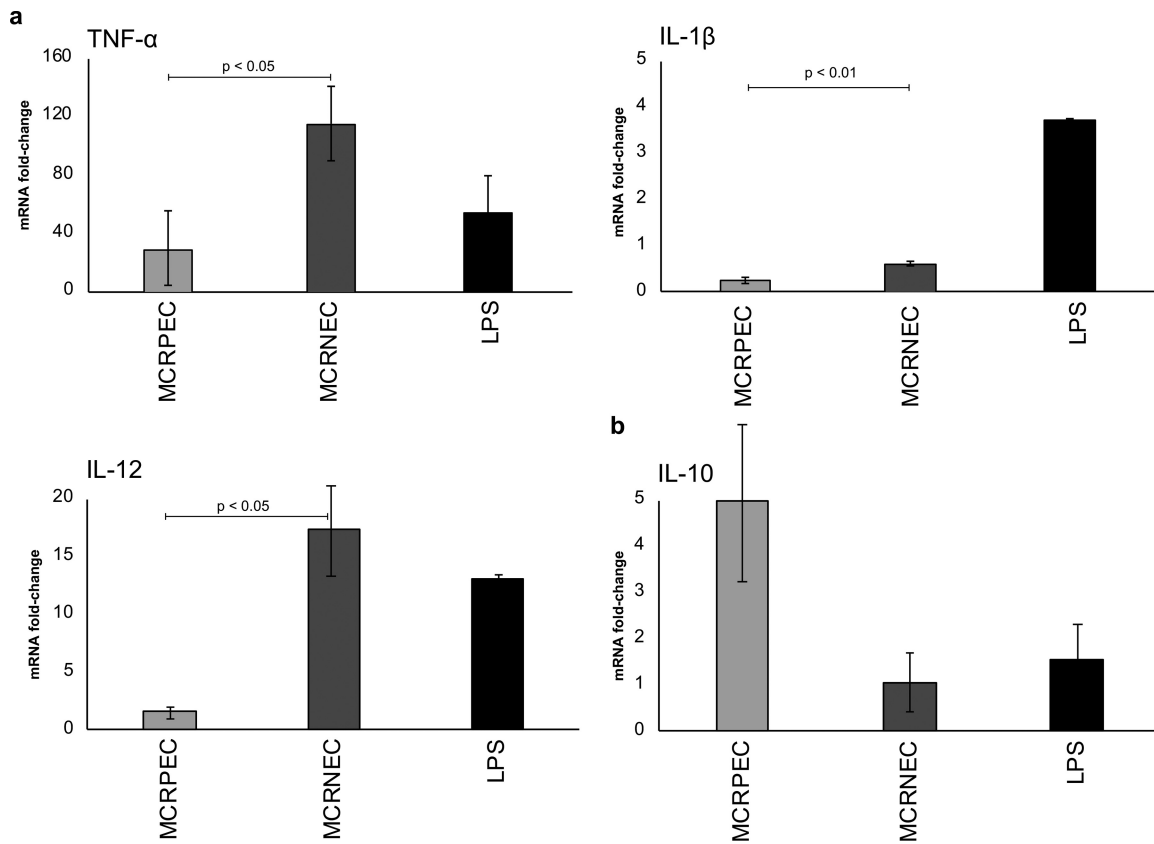 a
TNF-α
mRNA fold-change
160
120
80
40
0
p < 0.05
MCRPEC
MCRNEC
LPS
IL-1β
mRNA fold-change
5
4
3
2
1
0
p < 0.01
MCRPEC
MCRNEC
LPS
IL-12
mRNA fold-change
20
15
10
5
0
p < 0.05
MCRPEC
MCRNEC
LPS
b
IL-10
mRNA fold-change
5
4
3
2
1
0
MCRPEC
MCRNEC
LPS